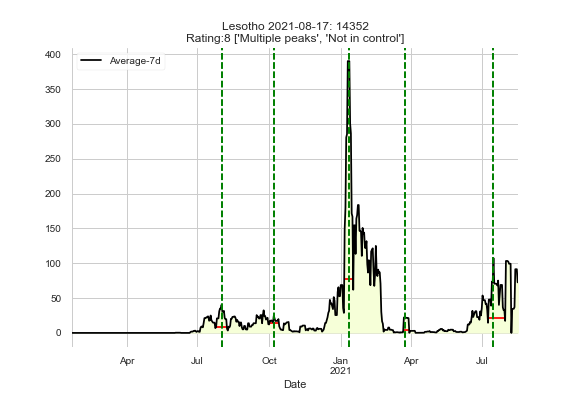 Lesotho 2021-08-17: 14352
Rating:8 ['Multiple peaks', 'Not in control']
Average-7d
400
350
300
250
200
150
100
50
0
Apr
Jul
Oct
Jan
2021
Apr
Jul
Date